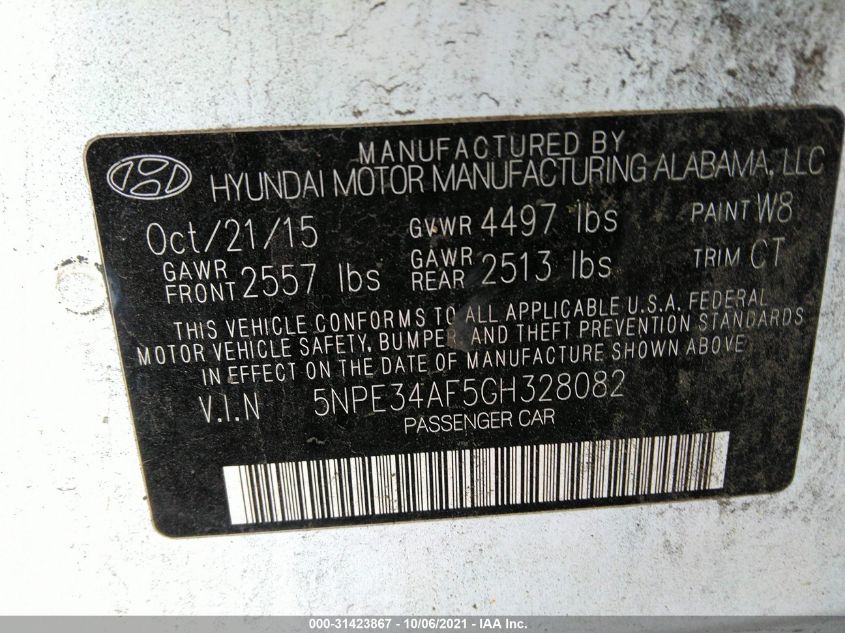 MANUFACTURED BY
HYUNDAI MOTOR MANUFACTURING ALABAMA, LLC
Oct/21/15 GVWR 4497 lbs PAINT W8
GAWR FRONT 2557 lbs GAWR REAR 2513 lbs TRIM CT
THIS VEHICLE CONFORMS TO ALL APPLICABLE U.S.A. FEDERAL
MOTOR VEHICLE SAFETY, BUMPER, AND THEFT PREVENTION STANDARDS
IN EFFECT ON THE DATE OF MANUFACTURE SHOWN ABOVE
V.I.N 5NPE34AF5GH328082
PASSENGER CAR
000-31423867 - 10/06/2021 - IAA Inc.